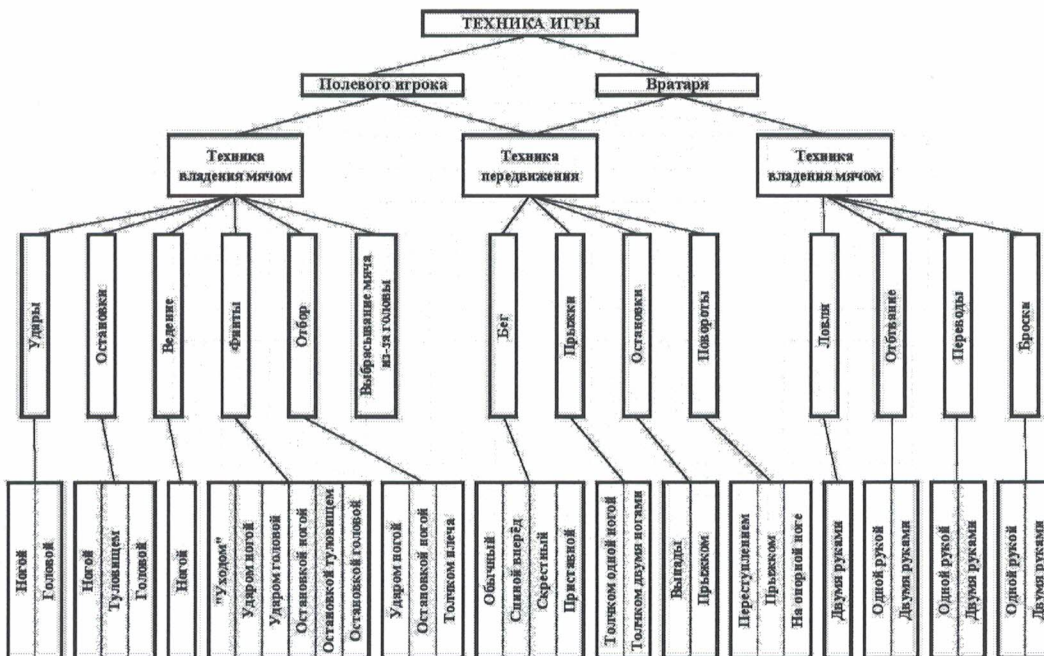 ТЕХНИКА ИГРЫ
Полевого игрока
Вратаря
Техника
владения мячом
Техника
передвижения
Техника
владения мячом
Удары
Остановки
Ведение
Финты
Отбор
Выбрасывание мяча
из-за головы
Бег
Прыжки
Остановки
Повороты
Ловля
Отбтвание
Переводы
Броска
Ногой
Головой
Ногой
Туловищем
Головой
Ногой
"Уходом"
Ударом ногой
Ударом головой
Остановкой ногой
Остановкой туловищем
Остановкой головой
Ударом ногой
Остановкой ногой
Толчком плеча
Обычный
Спиной вперёд
Скрестный
Приставной
Толчком одной ногой
Толчком двумя ногами
Выпады
Прыжком
Переступлением
Прыжком
На опорной ноге
Двумя руками
Одной рукой
Двумя руками
Одной рукой
Двумя руками
Одной рукой
Двумя руками